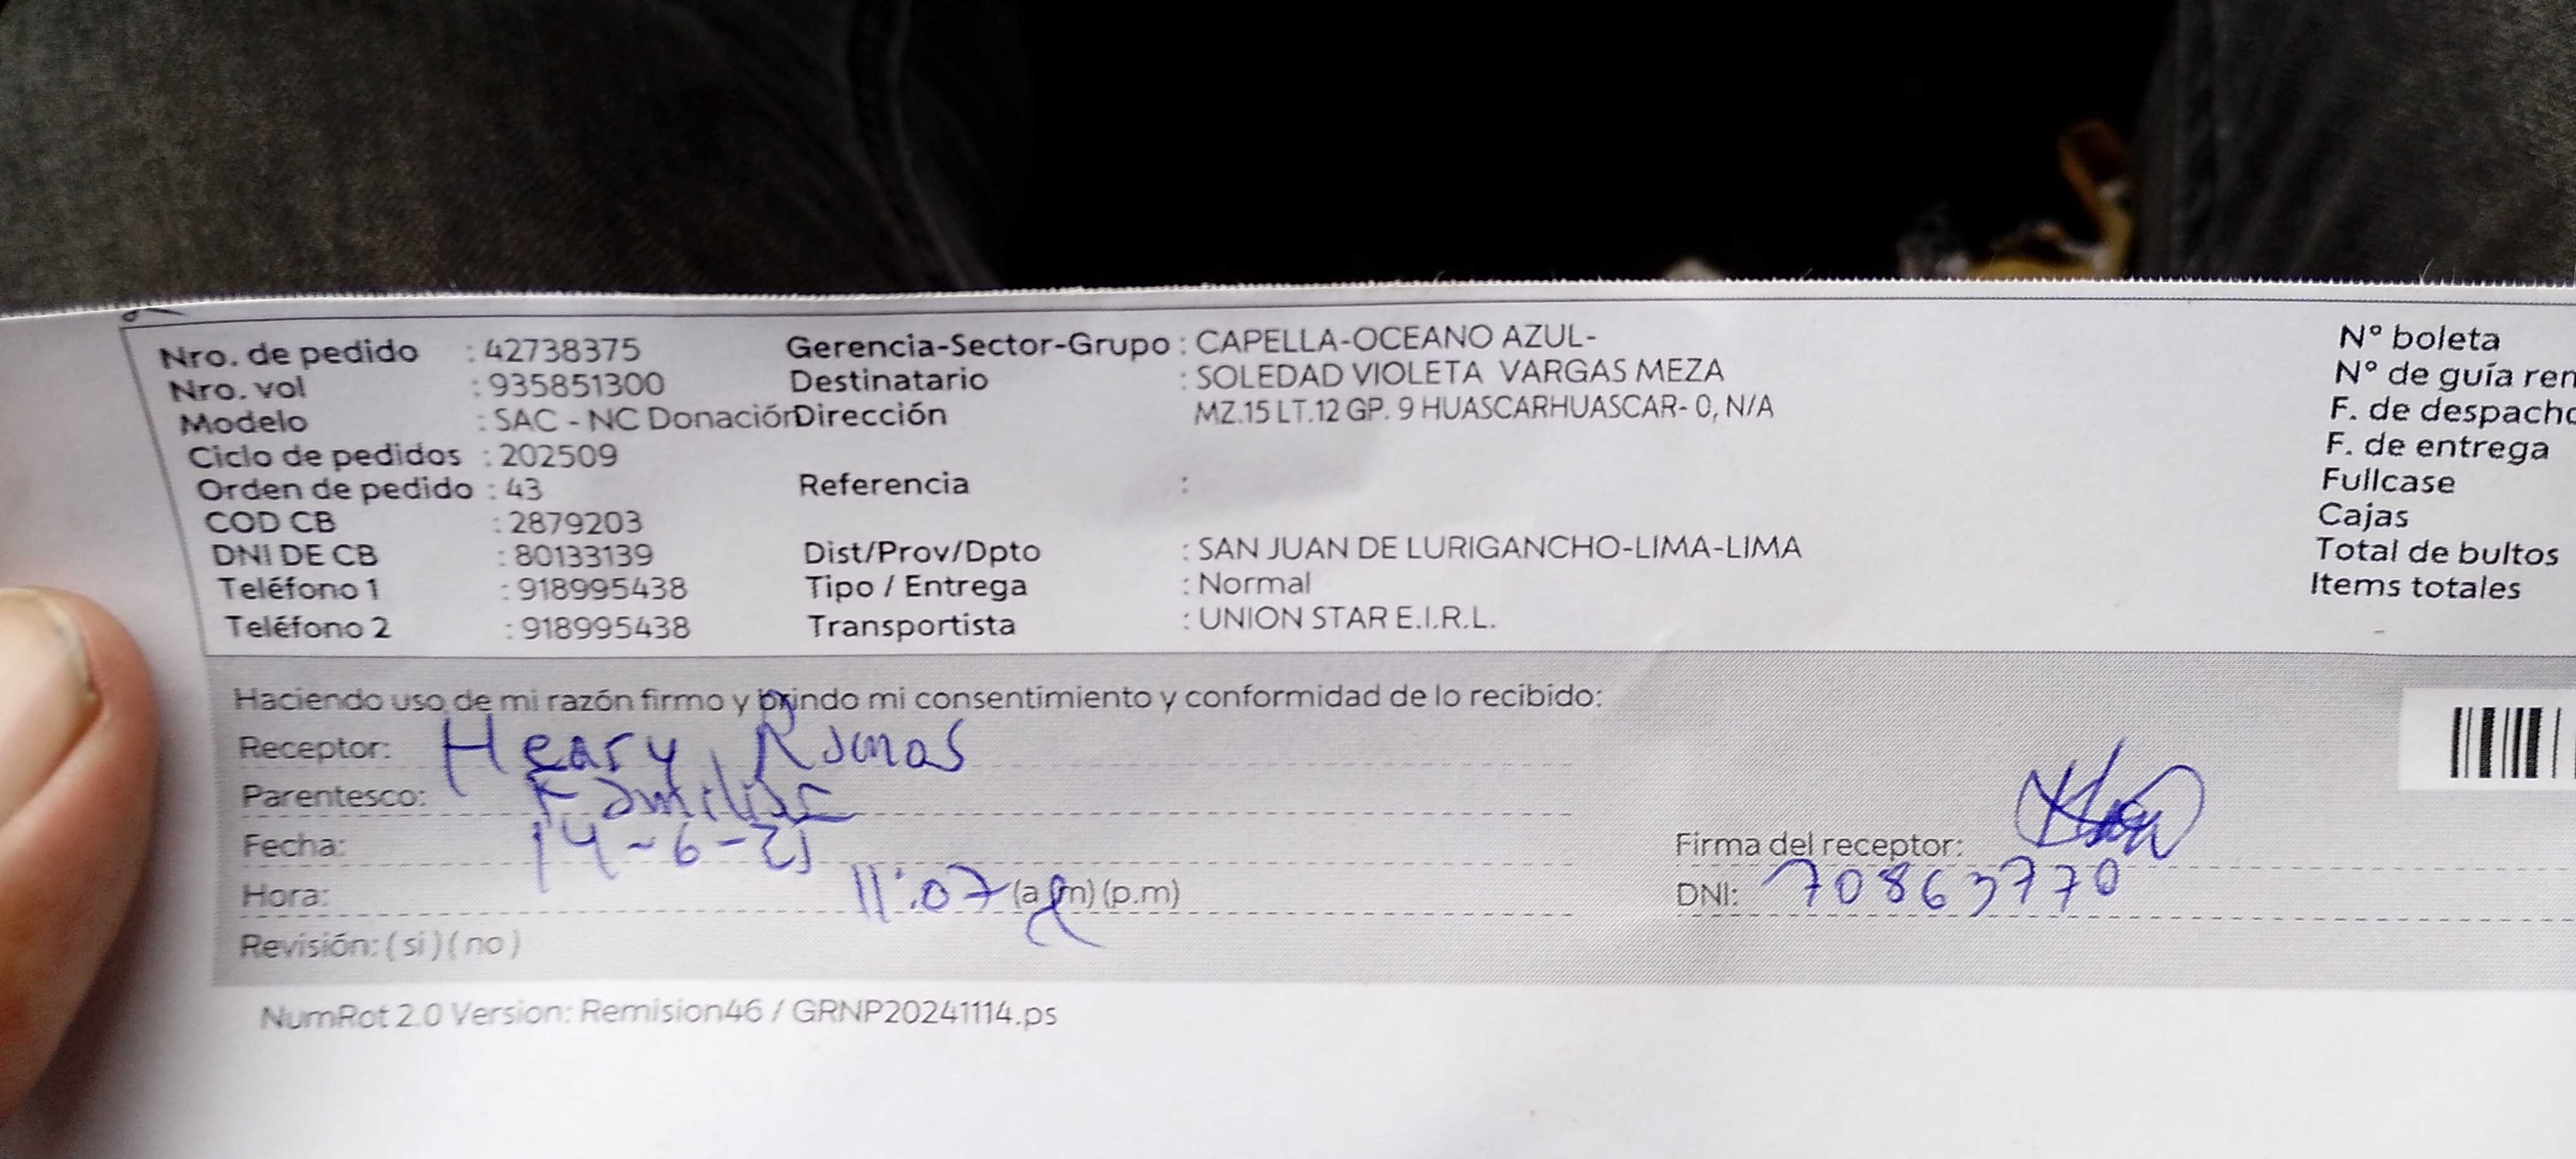 Nro. de pedido : 42738375 Gerencia-Sector-Grupo : CAPELLA-OCEANO AZUL- N° boleta
Nro. vol : 935851300 Destinatario : SOLEDAD VIOLETA VARGAS MEZA N° de guía ren
Modelo : SAC - NC Donación Dirección MZ.15 LT.12 GP. 9 HUASCARHUASCAR- 0, N/A F. de despacho
Ciclo de pedidos : 202509 F. de entrega
Orden de pedido : 43 Referencia : Fullcase
COD CB : 2879203 Cajas
DNI DE CB : 80133139 Dist/Prov/Dpto : SAN JUAN DE LURIGANCHO-LIMA-LIMA Total de bultos
Teléfono 1 : 918995438 Tipo / Entrega : Normal Items totales
Teléfono 2 : 918995438 Transportista : UNION STAR E.I.R.L.
Haciendo uso de mi razón firmo y brindo mi consentimiento y conformidad de lo recibido:
Receptor:
Parentesco: Familiar
Fecha: 14-6-25 Firma del receptor:
Hora: 11:07 (a.m) (p.m) DNI: 70863770
Revisión: ( si ) ( no )
NumRot 2.0 Version: Remision46 / GRNP20241114.ps